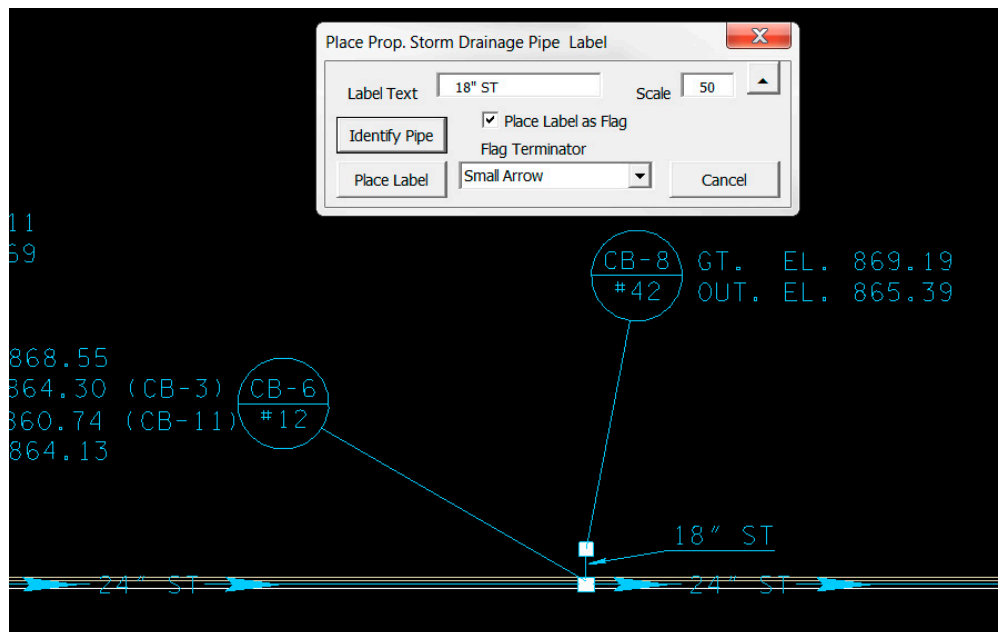 Place Prop. Storm Drainage Pipe Label
X
Label Text 18" ST Scale 50
Place Label as Flag
Identify Pipe
Flag Terminator
Place Label Small Arrow Cancel
11
69
CB-8 GT. EL. 869.19
#42 OUT. EL. 865.39
868.55
864.30 (CB-3) CB-6
860.74 (CB-11) #12
864.13
18" ST
24" ST 24" ST